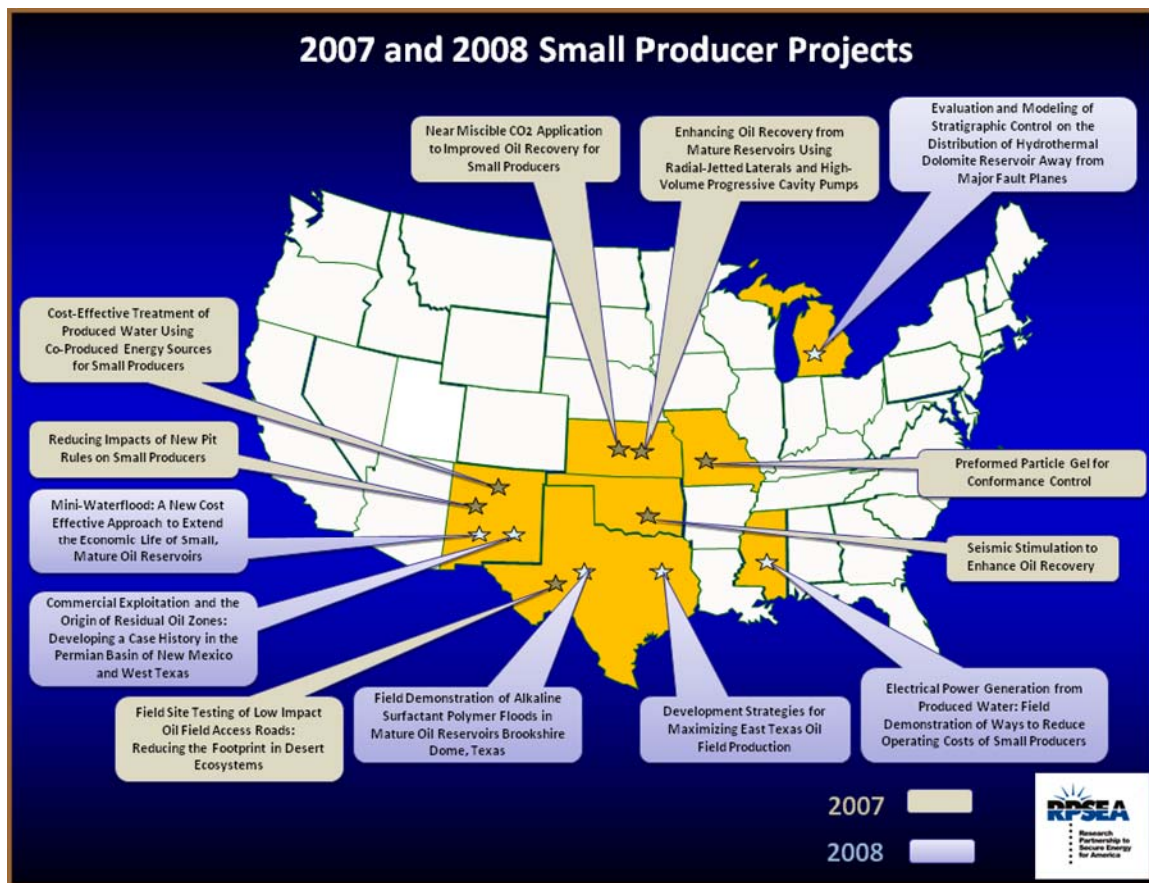 2007 and 2008 Small Producer Projects
Near Miscible CO2 Application
to Improved Oil Recovery for
Small Producers
Enhancing Oil Recovery from
Mature Reservoirs Using
Radial-Jetted Laterals and High-
Volume Progressive Cavity Pumps
Evaluation and Modeling of
Stratigraphic Control on the
Distribution of Hydrothermal
Dolomite Reservoir Away from
Major Fault Planes
Cost-Effective Treatment of
Produced Water Using
Co-Produced Energy Sources
for Small Producers
Reducing Impacts of New Pit
Rules on Small Producers
Mini-Waterflood: A New Cost
Effective Approach to Extend
the Economic Life of Small,
Mature Oil Reservoirs
Commercial Exploitation and the
Origin of Residual Oil Zones:
Developing a Case History in the
Permian Basin of New Mexico
and West Texas
Field Site Testing of Low Impact
Oil Field Access Roads:
Reducing the Footprint in Desert
Ecosystems
Field Demonstration of Alkaline
Surfactant Polymer Floods in
Mature Oil Reservoirs Brookshire
Dome, Texas
Development Strategies for
Maximizing East Texas Oil
Field Production
Electrical Power Generation from
Produced Water: Field
Demonstration of Ways to Reduce
Operating Costs of Small Producers
Seismic Stimulation to
Enhance Oil Recovery
Preformed Particle Gel for
Conformance Control
2007
2008
RPSEA
Research
Partnership to
Secure Energy
for America